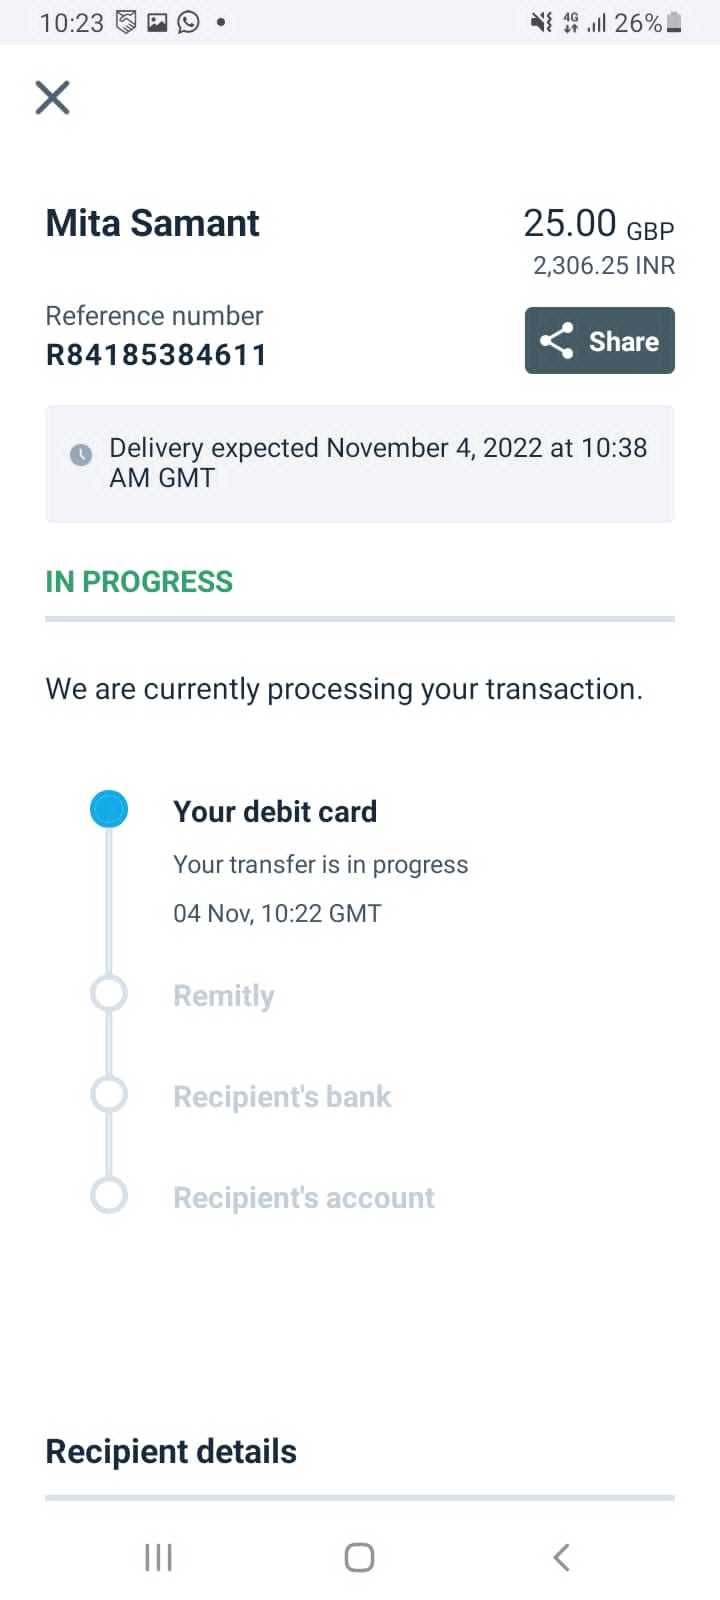 10:23
4G
26%
Mita Samant
25.00 GBP
2,306.25 INR
Reference number
R84185384611
Share
Delivery expected November 4, 2022 at 10:38
AM GMT
IN PROGRESS
We are currently processing your transaction.
Your debit card
Your transfer is in progress
04 Nov, 10:22 GMT
Remitly
Recipient's bank
Recipient's account
Recipient details